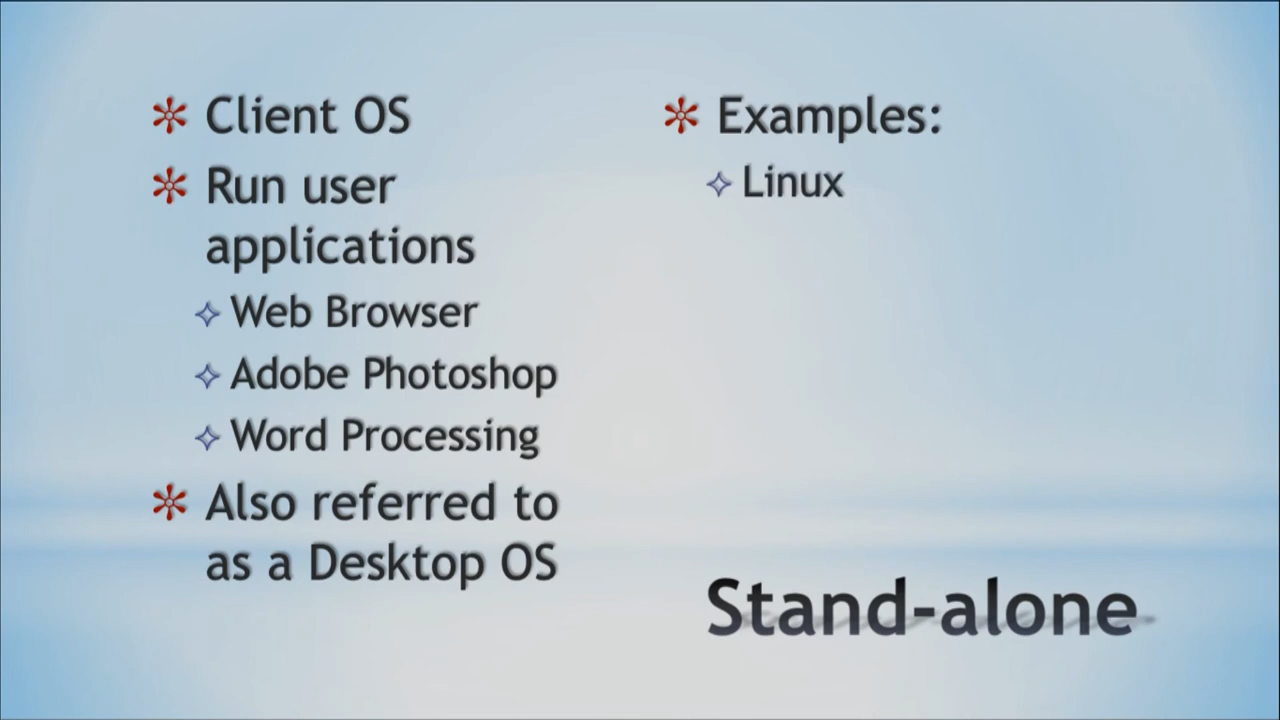 Client OS
Run user
applications
Web Browser
Adobe Photoshop
Word Processing
Also referred to
as a Desktop OS
Examples:
Linux
Stand-alone